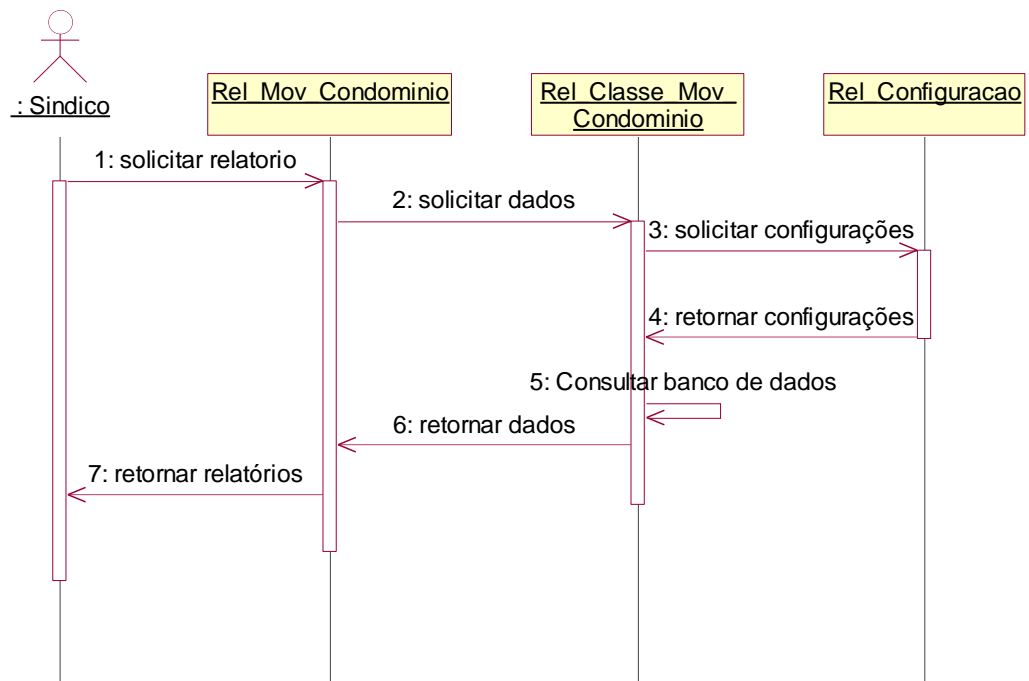 : Sindico
Rel_Mov_Condominio
Rel_Classe_Mov_
Condominio
Rel_Configuracao
1: solicitar relatorio
2: solicitar dados
3: solicitar configurações
4: retornar configurações
5: Consultar banco de dados
6: retornar dados
7: retornar relatórios